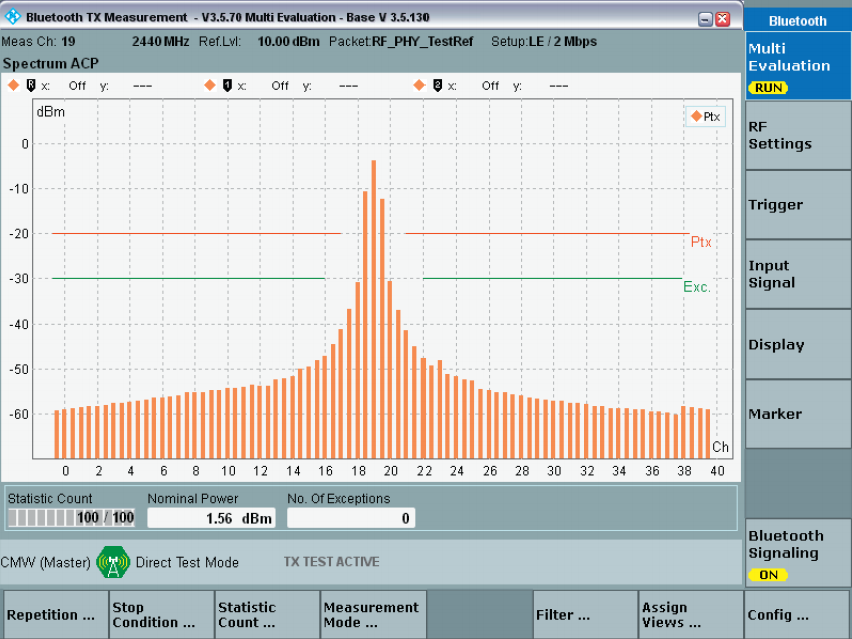 Bluetooth TX Measurement - V3.5.70 Multi Evaluation - Base V 3.5.130
Meas Ch: 19 2440 MHz Ref.Lvl: 10.00 dBm Packet:RF_PHY_TestRef Setup:LE / 2 Mbps
Spectrum ACP
R x: Off y: --- 1 x: Off y: --- 2 x: Off y: ---
dBm
Ptx
0
-10
-20
Ptx
-30
Exc.
-40
-50
-60
Ch
0 2 4 6 8 10 12 14 16 18 20 22 24 26 28 30 32 34 36 38 40
Statistic Count Nominal Power No. Of Exceptions
100 / 100 1.56 dBm 0
CMW (Master) Direct Test Mode TX TEST ACTIVE
Bluetooth
Multi
Evaluation
RUN
RF
Settings
Trigger
Input
Signal
Display
Marker
Bluetooth
Signaling
ON
Repetition ...
Stop
Condition ...
Statistic
Count ...
Measurement
Mode ...
Filter ...
Assign
Views ...
Config ...